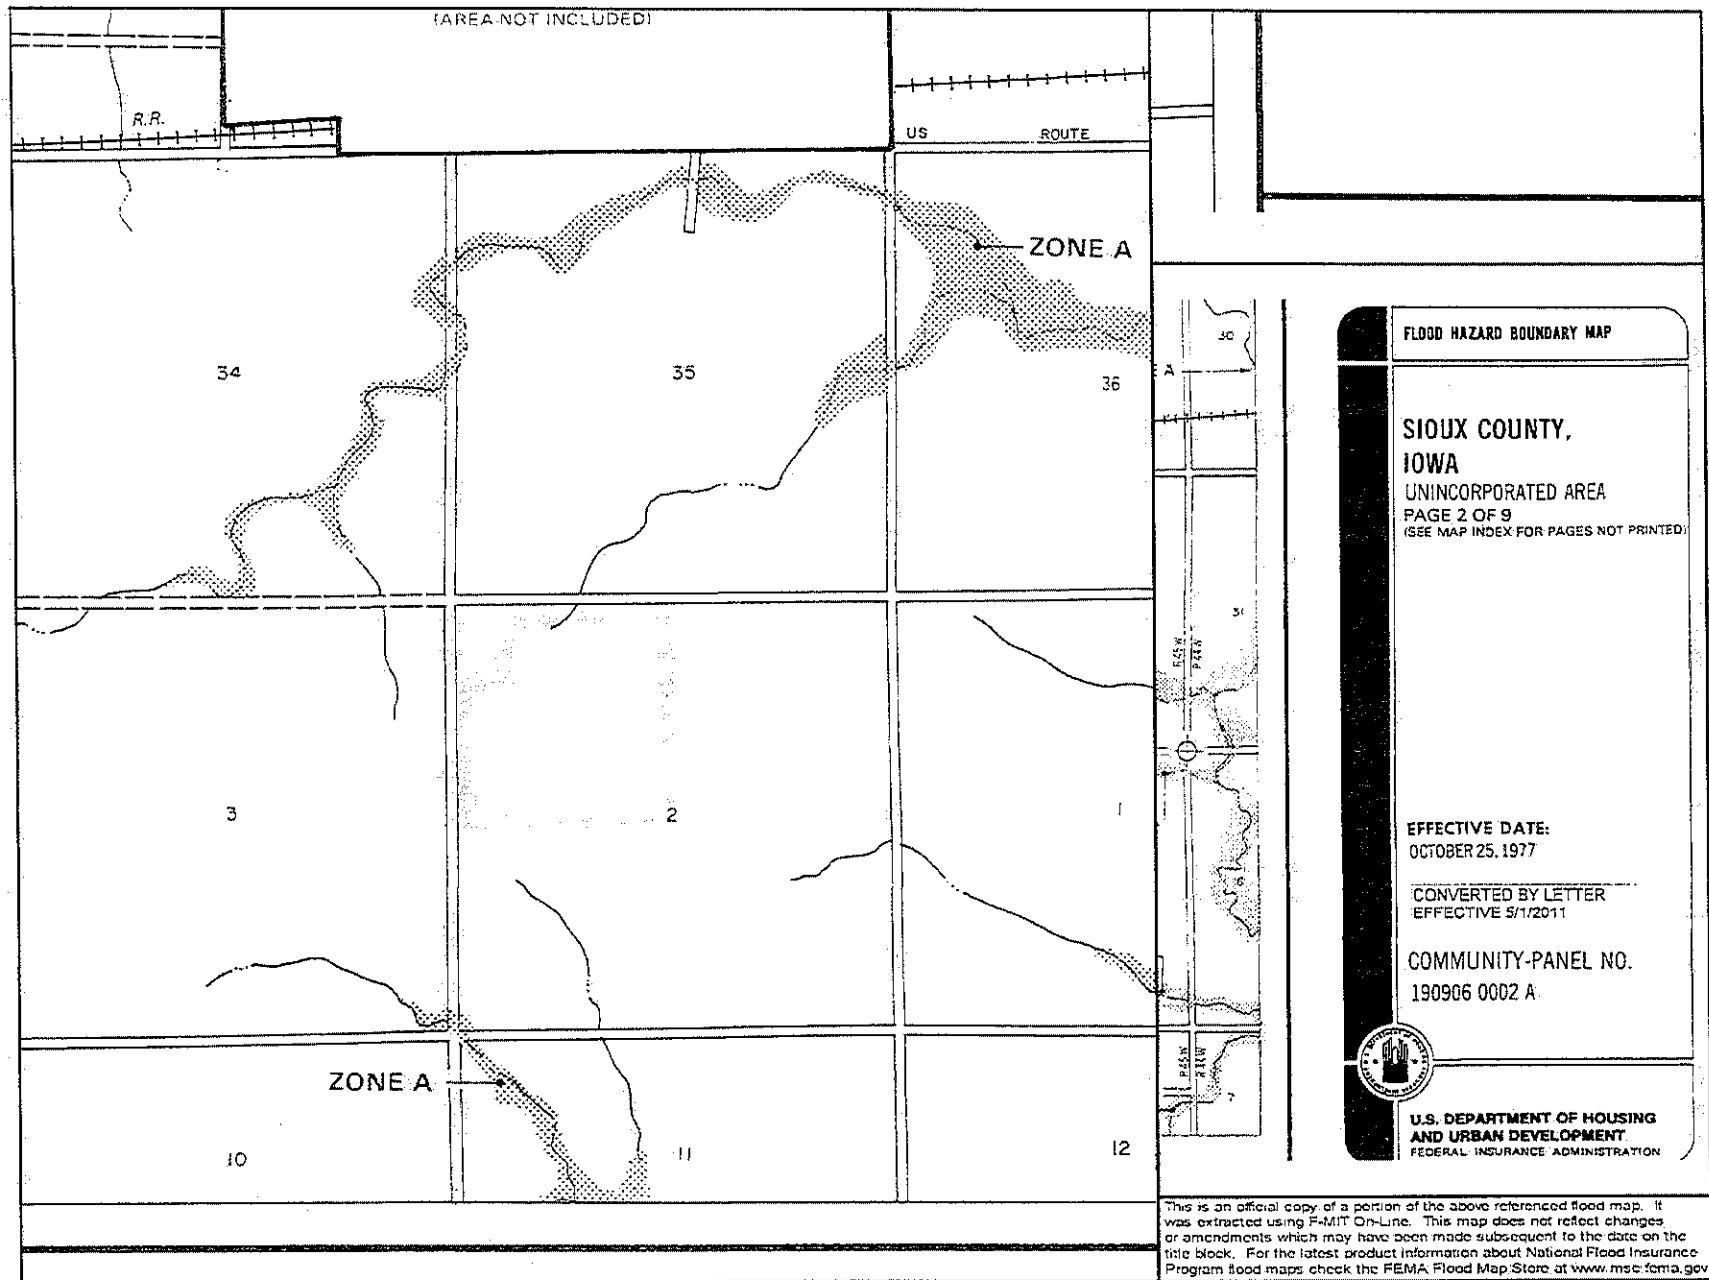 (AREA NOT INCLUDED)
R.R.
US ROUTE
ZONE A
34
35
36
3
2
1
ZONE A
10
11
12
30
A
31
R45W
R44W
6
R45W
R44W
7
FLOOD HAZARD BOUNDARY MAP
SIOUX COUNTY,
IOWA
UNINCORPORATED AREA
PAGE 2 OF 9
(SEE MAP INDEX FOR PAGES NOT PRINTED)
EFFECTIVE DATE:
OCTOBER 25, 1977
CONVERTED BY LETTER
EFFECTIVE 5/1/2011
COMMUNITY-PANEL NO.
190906 0002 A
U.S. DEPARTMENT OF HOUSING
AND URBAN DEVELOPMENT
FEDERAL INSURANCE ADMINISTRATION
This is an official copy of a portion of the above referenced flood map. It
was extracted using F-MIT On-Line. This map does not reflect changes
or amendments which may have been made subsequent to the date on the
title block. For the latest product information about National Flood Insurance
Program flood maps check the FEMA Flood Map Store at www.msc.fema.gov